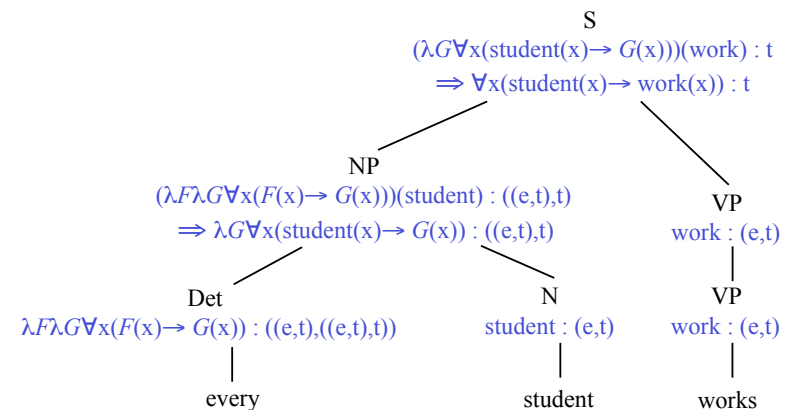 S
(λG∀x(student(x)→ G(x)))(work) : t
⇒ ∀x(student(x)→ work(x)) : t
NP
(λFλG∀x(F(x)→ G(x)))(student) : ((e,t),t)
⇒ λG∀x(student(x)→ G(x)) : ((e,t),t)
VP
work : (e,t)
Det
λFλG∀x(F(x)→ G(x)) : ((e,t),((e,t),t))
N
student : (e,t)
VP
work : (e,t)
every
student
works